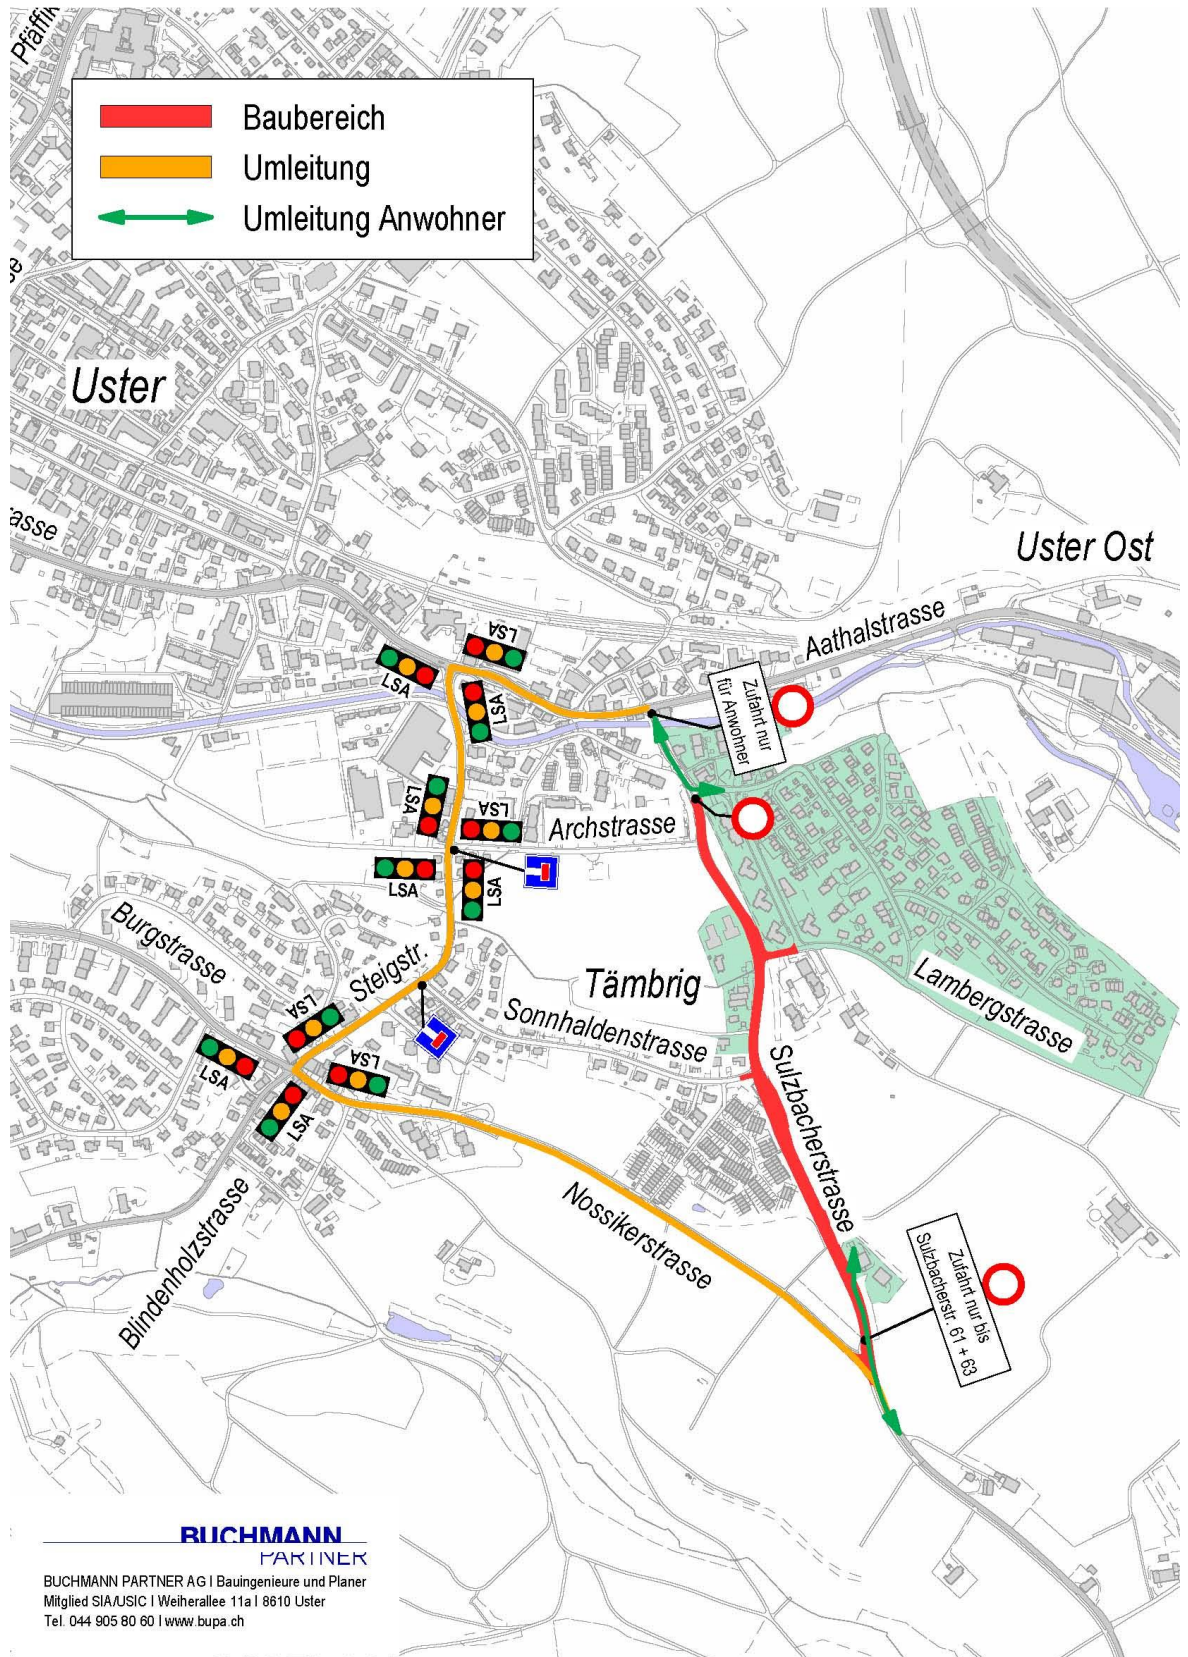 Pfäffik
Baubereich
Umleitung
Umleitung Anwohner
se
Uster
rasse
Uster Ost
Aathalstrasse
LSA
LSA
LSA
Zufahrt nur
für Anwohner
LSA
LSA
Archstrasse
LSA
LSA
Burgstrasse
Steigstr.
Tämbrig
Lambergstrasse
Sonnhaldenstrasse
LSA
LSA
LSA
LSA
Sulzbacherstrasse
Nossikerstrasse
Blindenholzstrasse
Zufahrt nur bis
Sulzbacherstr. 61 + 63
BUCHMANN
PARTNER
BUCHMANN PARTNER AG I Bauingenieure und Planer
Mitglied SIA/USIC I Weiherallee 11a I 8610 Uster
Tel. 044 905 80 60 I www.bupa.ch